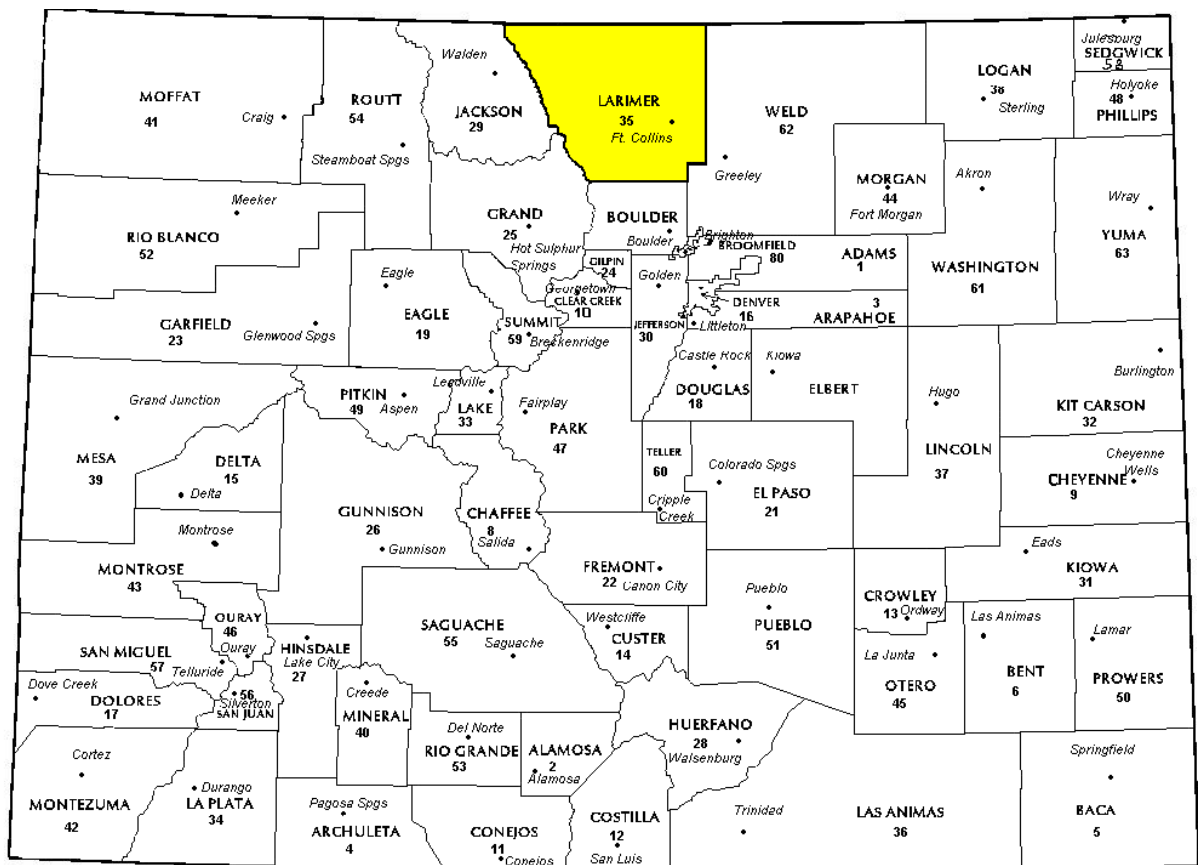 Walden
Julesburg
SEDGWICK
58
MOFFAT
41
Craig
ROUTT
54
Steamboat Spgs
JACKSON
29
LARIMER
35
Ft. Collins
WELD
62
Greeley
LOGAN
38
Sterling
Holyoke
48
PHILLIPS
MORGAN
44
Fort Morgan
Akron
Wray
YUMA
63
Meeker
RIO BLANCO
52
GRAND
25
Hot Sulphur
Springs
BOULDER
Boulder
Brighton
BROOMFIELD
80
ADAMS
1
WASHINGTON
61
GILPIN
24
Golden
Eagle
EAGLE
19
Georgetown
CLEAR CREEK
10
DENVER
16
3
ARAPAHOE
GARFIELD
23
Glenwood Spgs
SUMMIT
59
Breckenridge
JEFFERSON
30
Littleton
Castle Rock
DOUGLAS
18
Kiowa
ELBERT
Hugo
Burlington
KIT CARSON
32
Grand Junction
PITKIN
49
Aspen
Leadville
LAKE
33
Fairplay
PARK
47
MESA
39
DELTA
15
Delta
TELLER
60
Cripple
Creek
Colorado Spgs
EL PASO
21
LINCOLN
37
Cheyenne
Wells
CHEYENNE
9
GUNNISON
26
Gunnison
CHAFFEE
8
Salida
Montrose
MONTROSE
43
FREMONT
22
Canon City
Pueblo
PUEBLO
51
Eads
KIOWA
31
CROWLEY
13
Ordway
OURAY
46
Ouray
SAN MIGUEL
57
Telluride
HINSDALE
Lake City
27
SAGUACHE
55
Saguache
Westcliffe
CUSTER
14
La Junta
OTERO
45
Las Animas
BENT
6
Lamar
PROWERS
50
Dove Creek
DOLORES
17
56
Silverton
SAN JUAN
Creede
MINERAL
40
Del Norte
RIO GRANDE
53
ALAMOSA
2
Alamosa
HUERFANO
28
Walsenburg
Cortez
MONTEZUMA
42
Durango
LA PLATA
34
Pagosa Spgs
ARCHULETA
4
CONEJOS
11
Conejos
COSTILLA
12
San Luis
Trinidad
LAS ANIMAS
36
Springfield
BACA
5